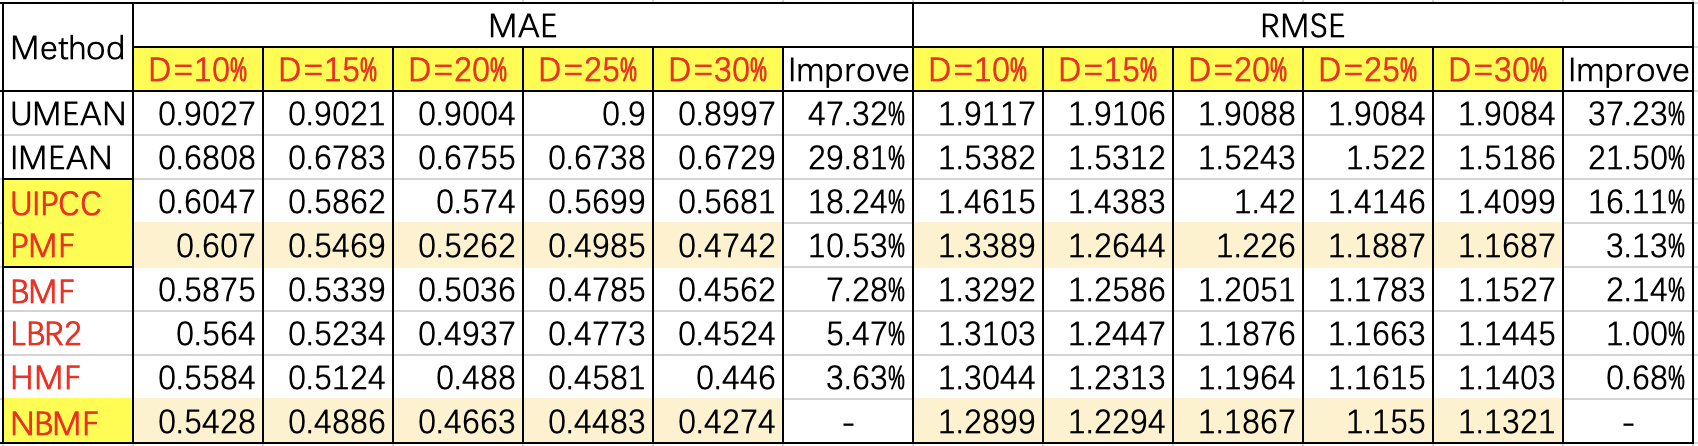 Method MAE RMSE
D=10% D=15% D=20% D=25% D=30% Improve D=10% D=15% D=20% D=25% D=30% Improve
UMEAN 0.9027 0.9021 0.9004 0.9 0.8997 47.32% 1.9117 1.9106 1.9088 1.9084 1.9084 37.23%
IMEAN 0.6808 0.6783 0.6755 0.6738 0.6729 29.81% 1.5382 1.5312 1.5243 1.522 1.5186 21.50%
UIPCC 0.6047 0.5862 0.574 0.5699 0.5681 18.24% 1.4615 1.4383 1.42 1.4146 1.4099 16.11%
PMF 0.607 0.5469 0.5262 0.4985 0.4742 10.53% 1.3389 1.2644 1.226 1.1887 1.1687 3.13%
BMF 0.5875 0.5339 0.5036 0.4785 0.4562 7.28% 1.3292 1.2586 1.2051 1.1783 1.1527 2.14%
LBR2 0.564 0.5234 0.4937 0.4773 0.4524 5.47% 1.3103 1.2447 1.1876 1.1663 1.1445 1.00%
HMF 0.5584 0.5124 0.488 0.4581 0.446 3.63% 1.3044 1.2313 1.1964 1.1615 1.1403 0.68%
NBMF 0.5428 0.4886 0.4663 0.4483 0.4274 - 1.2899 1.2294 1.1867 1.155 1.1321 -